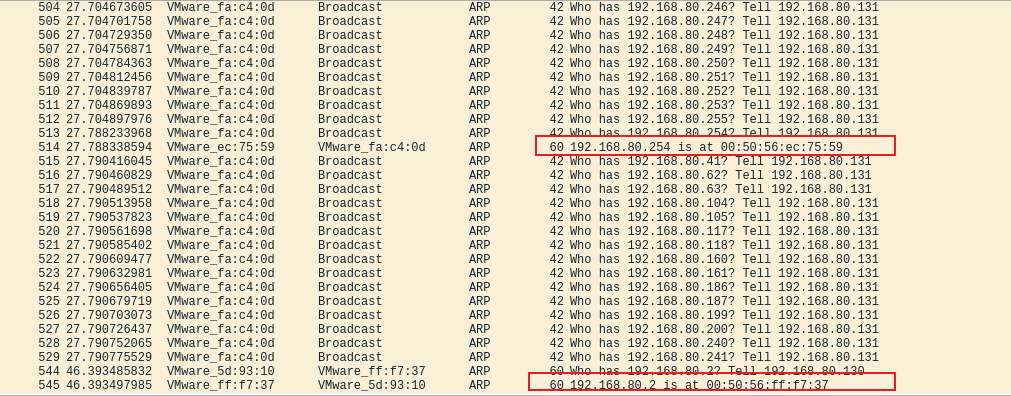 504 27.704673605 VMware_fa:c4:0d Broadcast ARP 42 Who has 192.168.80.246? Tell 192.168.80.131
505 27.704701758 VMware_fa:c4:0d Broadcast ARP 42 Who has 192.168.80.247? Tell 192.168.80.131
506 27.704729350 VMware_fa:c4:0d Broadcast ARP 42 Who has 192.168.80.248? Tell 192.168.80.131
507 27.704756871 VMware_fa:c4:0d Broadcast ARP 42 Who has 192.168.80.249? Tell 192.168.80.131
508 27.704784363 VMware_fa:c4:0d Broadcast ARP 42 Who has 192.168.80.250? Tell 192.168.80.131
509 27.704812456 VMware_fa:c4:0d Broadcast ARP 42 Who has 192.168.80.251? Tell 192.168.80.131
510 27.704839787 VMware_fa:c4:0d Broadcast ARP 42 Who has 192.168.80.252? Tell 192.168.80.131
511 27.704869893 VMware_fa:c4:0d Broadcast ARP 42 Who has 192.168.80.253? Tell 192.168.80.131
512 27.704897976 VMware_fa:c4:0d Broadcast ARP 42 Who has 192.168.80.255? Tell 192.168.80.131
513 27.788233968 VMware_fa:c4:0d Broadcast ARP 42 Who has 192.168.80.254? Tell 192.168.80.131
514 27.788338594 VMware_ec:75:59 VMware_fa:c4:0d ARP 60 192.168.80.254 is at 00:50:56:ec:75:59
515 27.790416045 VMware_fa:c4:0d Broadcast ARP 42 Who has 192.168.80.41? Tell 192.168.80.131
516 27.790460829 VMware_fa:c4:0d Broadcast ARP 42 Who has 192.168.80.62? Tell 192.168.80.131
517 27.790489512 VMware_fa:c4:0d Broadcast ARP 42 Who has 192.168.80.63? Tell 192.168.80.131
518 27.790513958 VMware_fa:c4:0d Broadcast ARP 42 Who has 192.168.80.104? Tell 192.168.80.131
519 27.790537823 VMware_fa:c4:0d Broadcast ARP 42 Who has 192.168.80.105? Tell 192.168.80.131
520 27.790561698 VMware_fa:c4:0d Broadcast ARP 42 Who has 192.168.80.117? Tell 192.168.80.131
521 27.790585402 VMware_fa:c4:0d Broadcast ARP 42 Who has 192.168.80.118? Tell 192.168.80.131
522 27.790609477 VMware_fa:c4:0d Broadcast ARP 42 Who has 192.168.80.160? Tell 192.168.80.131
523 27.790632981 VMware_fa:c4:0d Broadcast ARP 42 Who has 192.168.80.161? Tell 192.168.80.131
524 27.790656405 VMware_fa:c4:0d Broadcast ARP 42 Who has 192.168.80.186? Tell 192.168.80.131
525 27.790679719 VMware_fa:c4:0d Broadcast ARP 42 Who has 192.168.80.187? Tell 192.168.80.131
526 27.790703073 VMware_fa:c4:0d Broadcast ARP 42 Who has 192.168.80.199? Tell 192.168.80.131
527 27.790726437 VMware_fa:c4:0d Broadcast ARP 42 Who has 192.168.80.200? Tell 192.168.80.131
528 27.790752065 VMware_fa:c4:0d Broadcast ARP 42 Who has 192.168.80.240? Tell 192.168.80.131
529 27.790775529 VMware_fa:c4:0d Broadcast ARP 42 Who has 192.168.80.241? Tell 192.168.80.131
544 46.393485832 VMware_5d:93:10 VMware_ff:f7:37 ARP 60 Who has 192.168.80.2? Tell 192.168.80.130
545 46.393497985 VMware_ff:f7:37 VMware_5d:93:10 ARP 60 192.168.80.2 is at 00:50:56:ff:f7:37